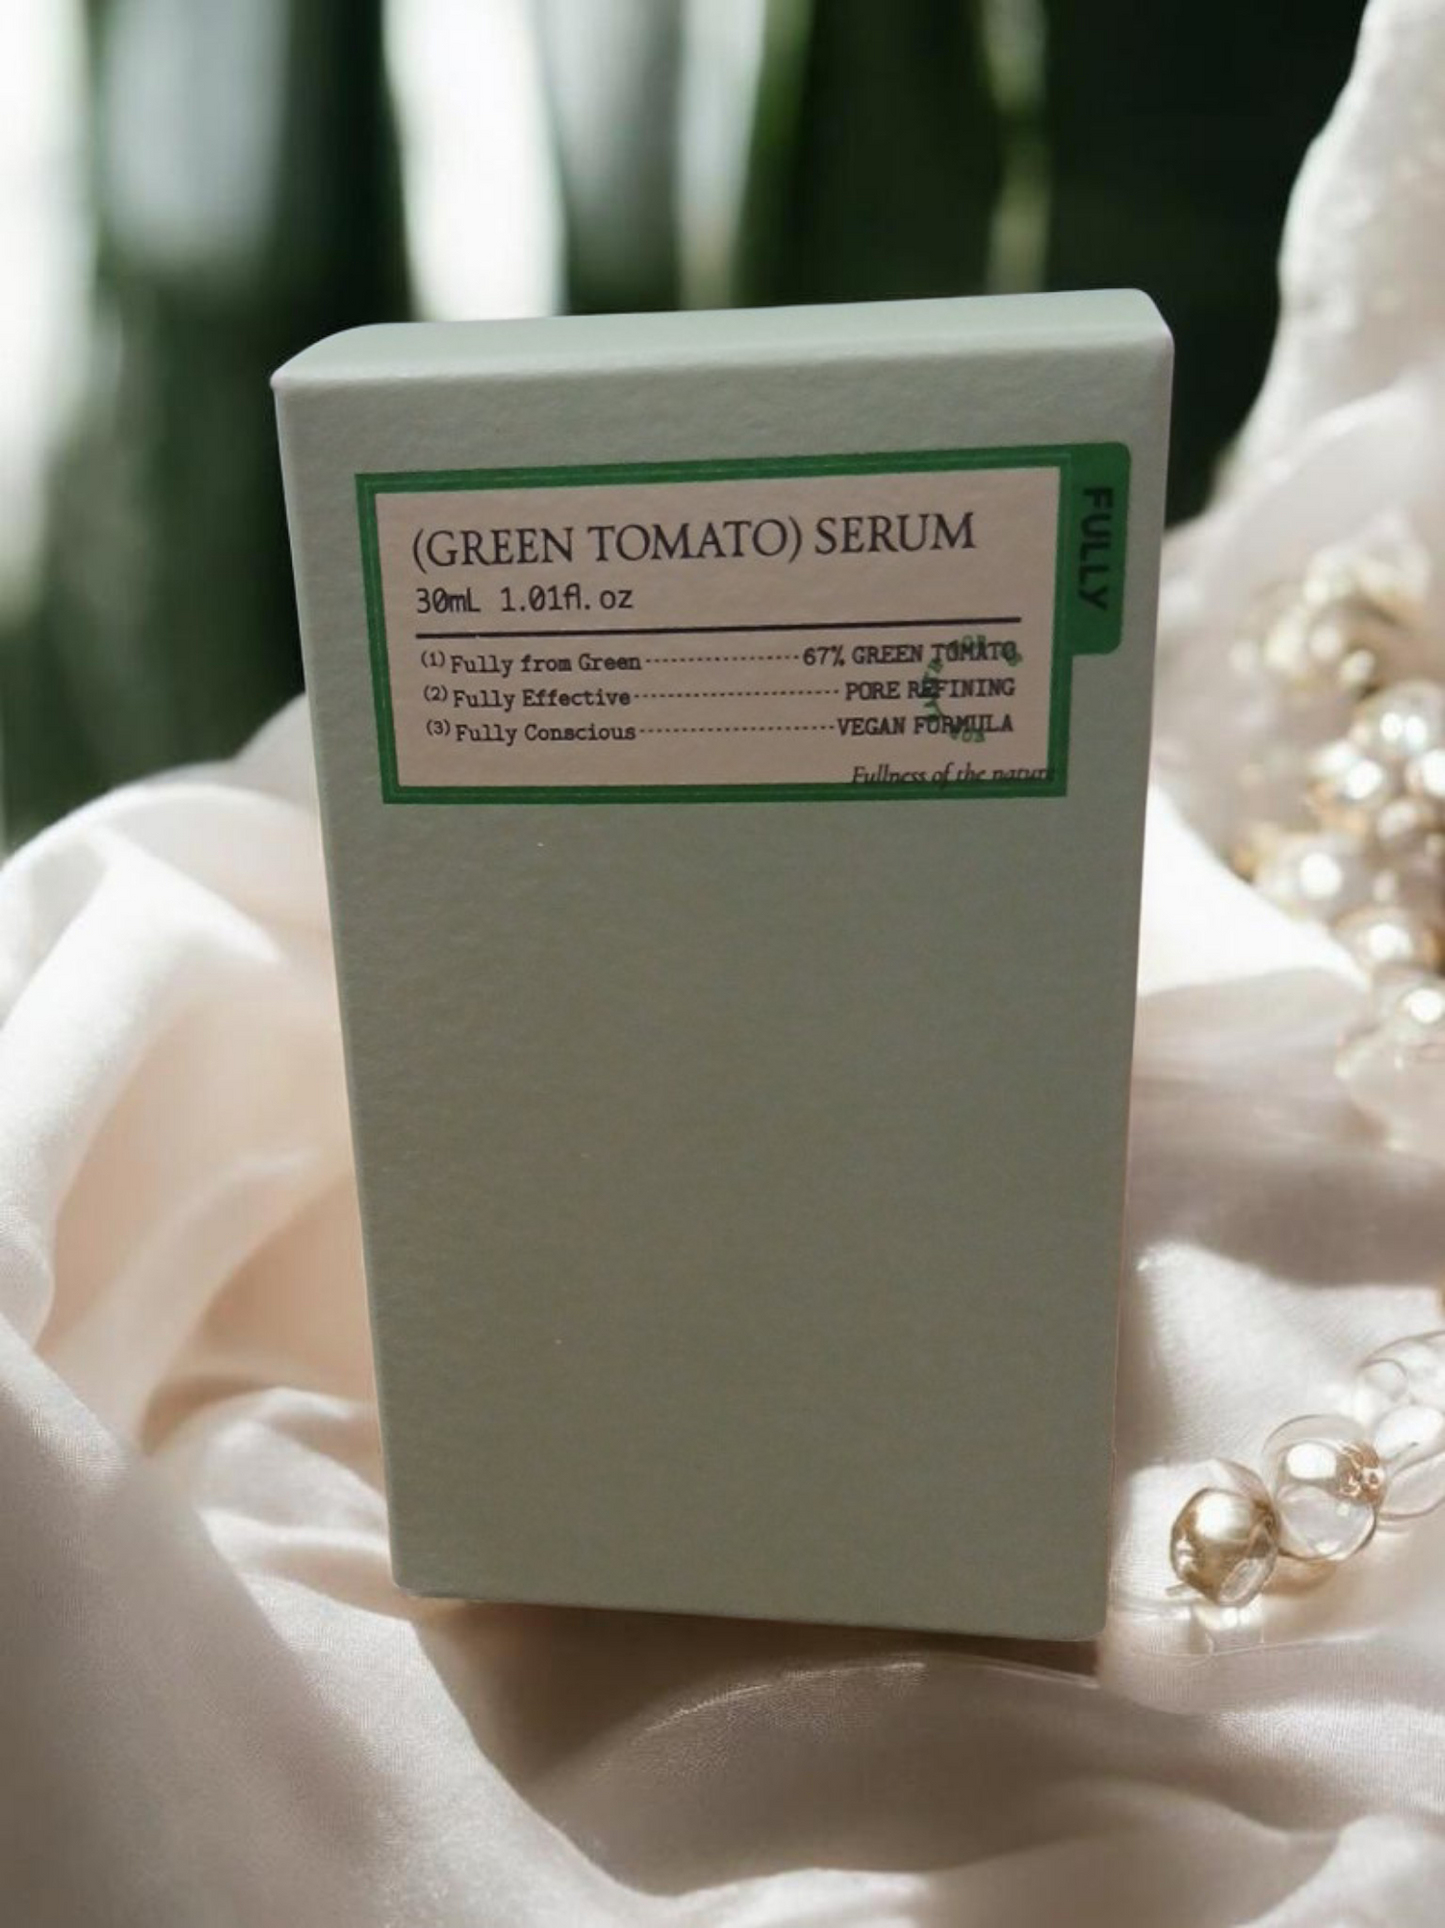 (GREEN TOMATO) SERUM
30mL 1.01fl. oz
(1) Fully from Green------------------67% GREEN TOMATO
(2) Fully Effective------------------------PORE REFINING
(3) Fully Conscious-----------------------VEGAN FORMULA
Fullness of the nature
FULLY